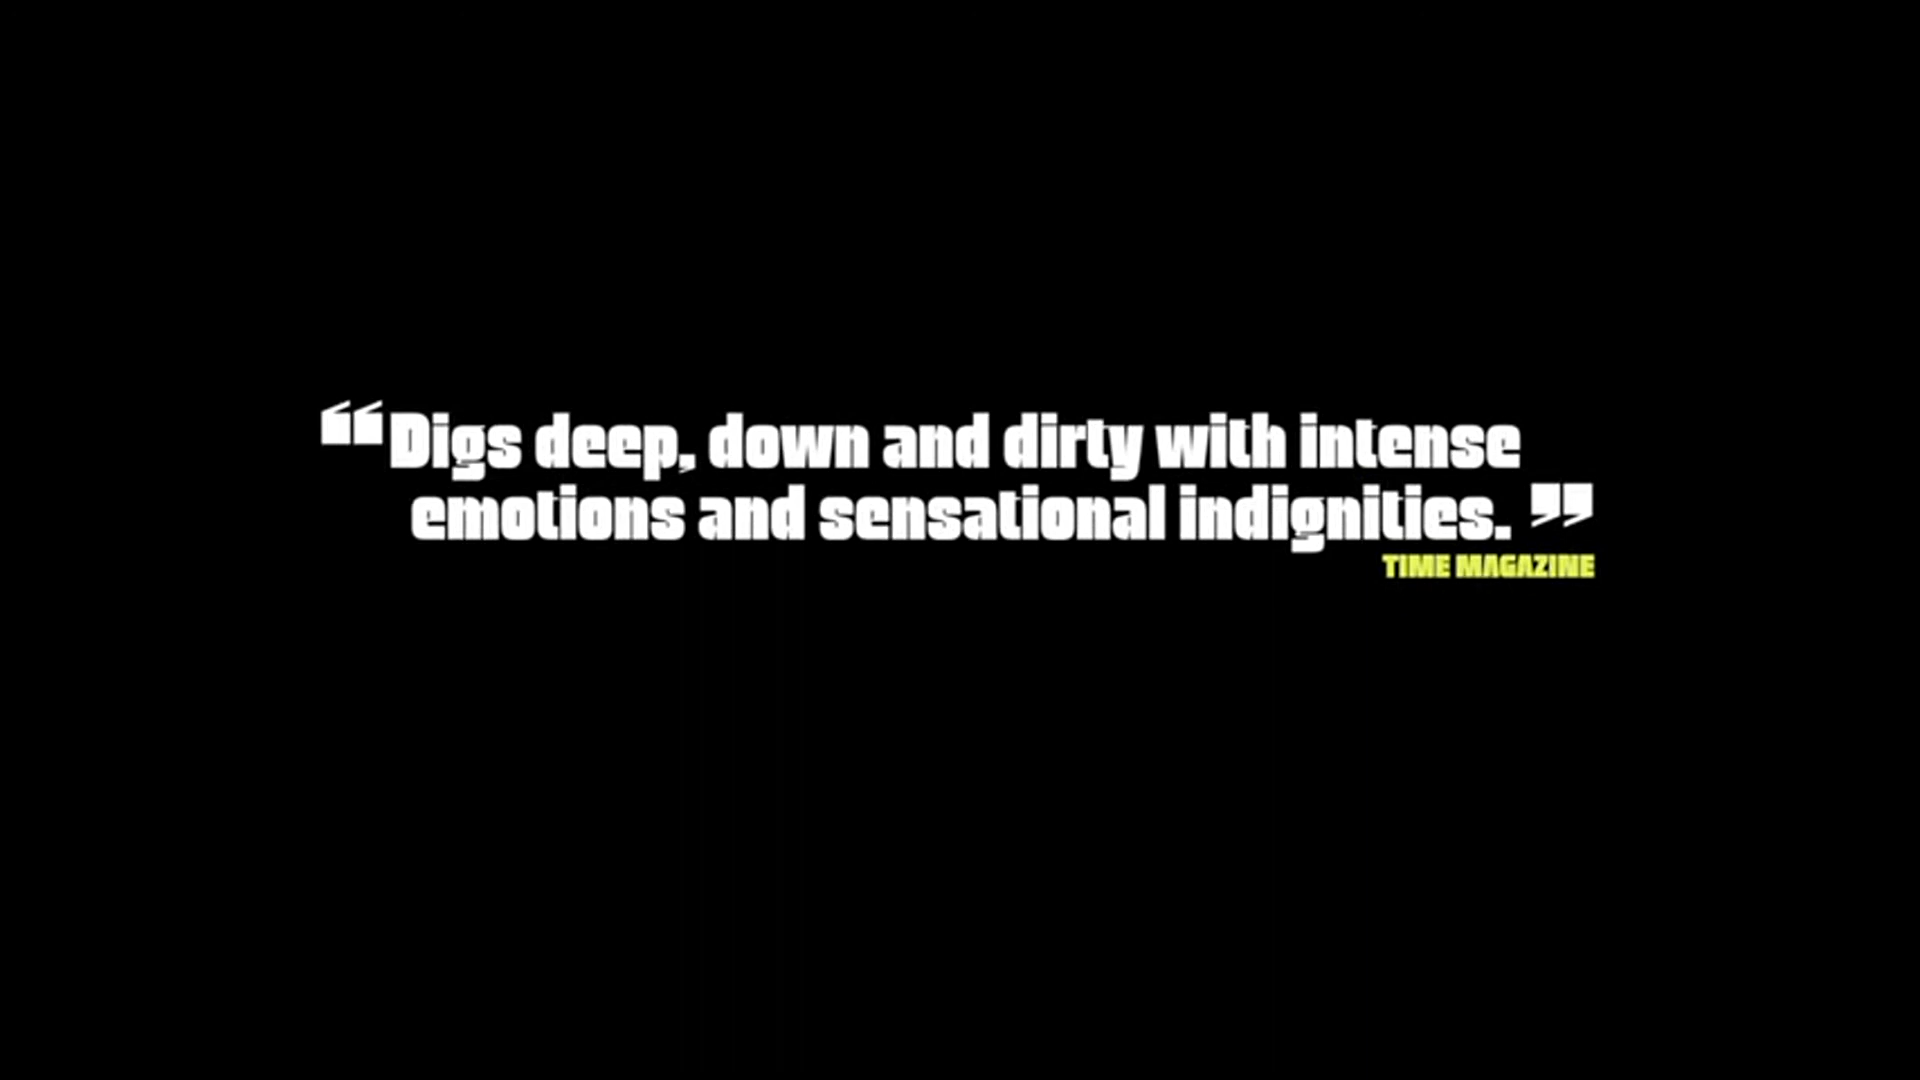 “Digs deep, down and dirty with intense
emotions and sensational indignities.”
TIME MAGAZINE